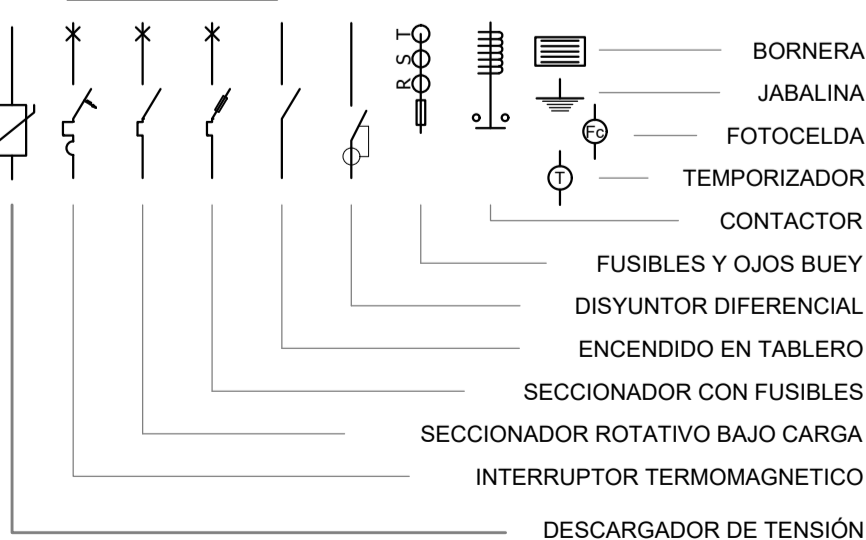 T
S
R
Fc
T
BORNERA
JABALINA
FOTOCELDA
TEMPORIZADOR
CONTACTOR
FUSIBLES Y OJOS BUEY
DISYUNTOR DIFERENCIAL
ENCENDIDO EN TABLERO
SECCIONADOR CON FUSIBLES
SECCIONADOR ROTATIVO BAJO CARGA
INTERRUPTOR TERMOMAGNETICO
DESCARGADOR DE TENSIÓN